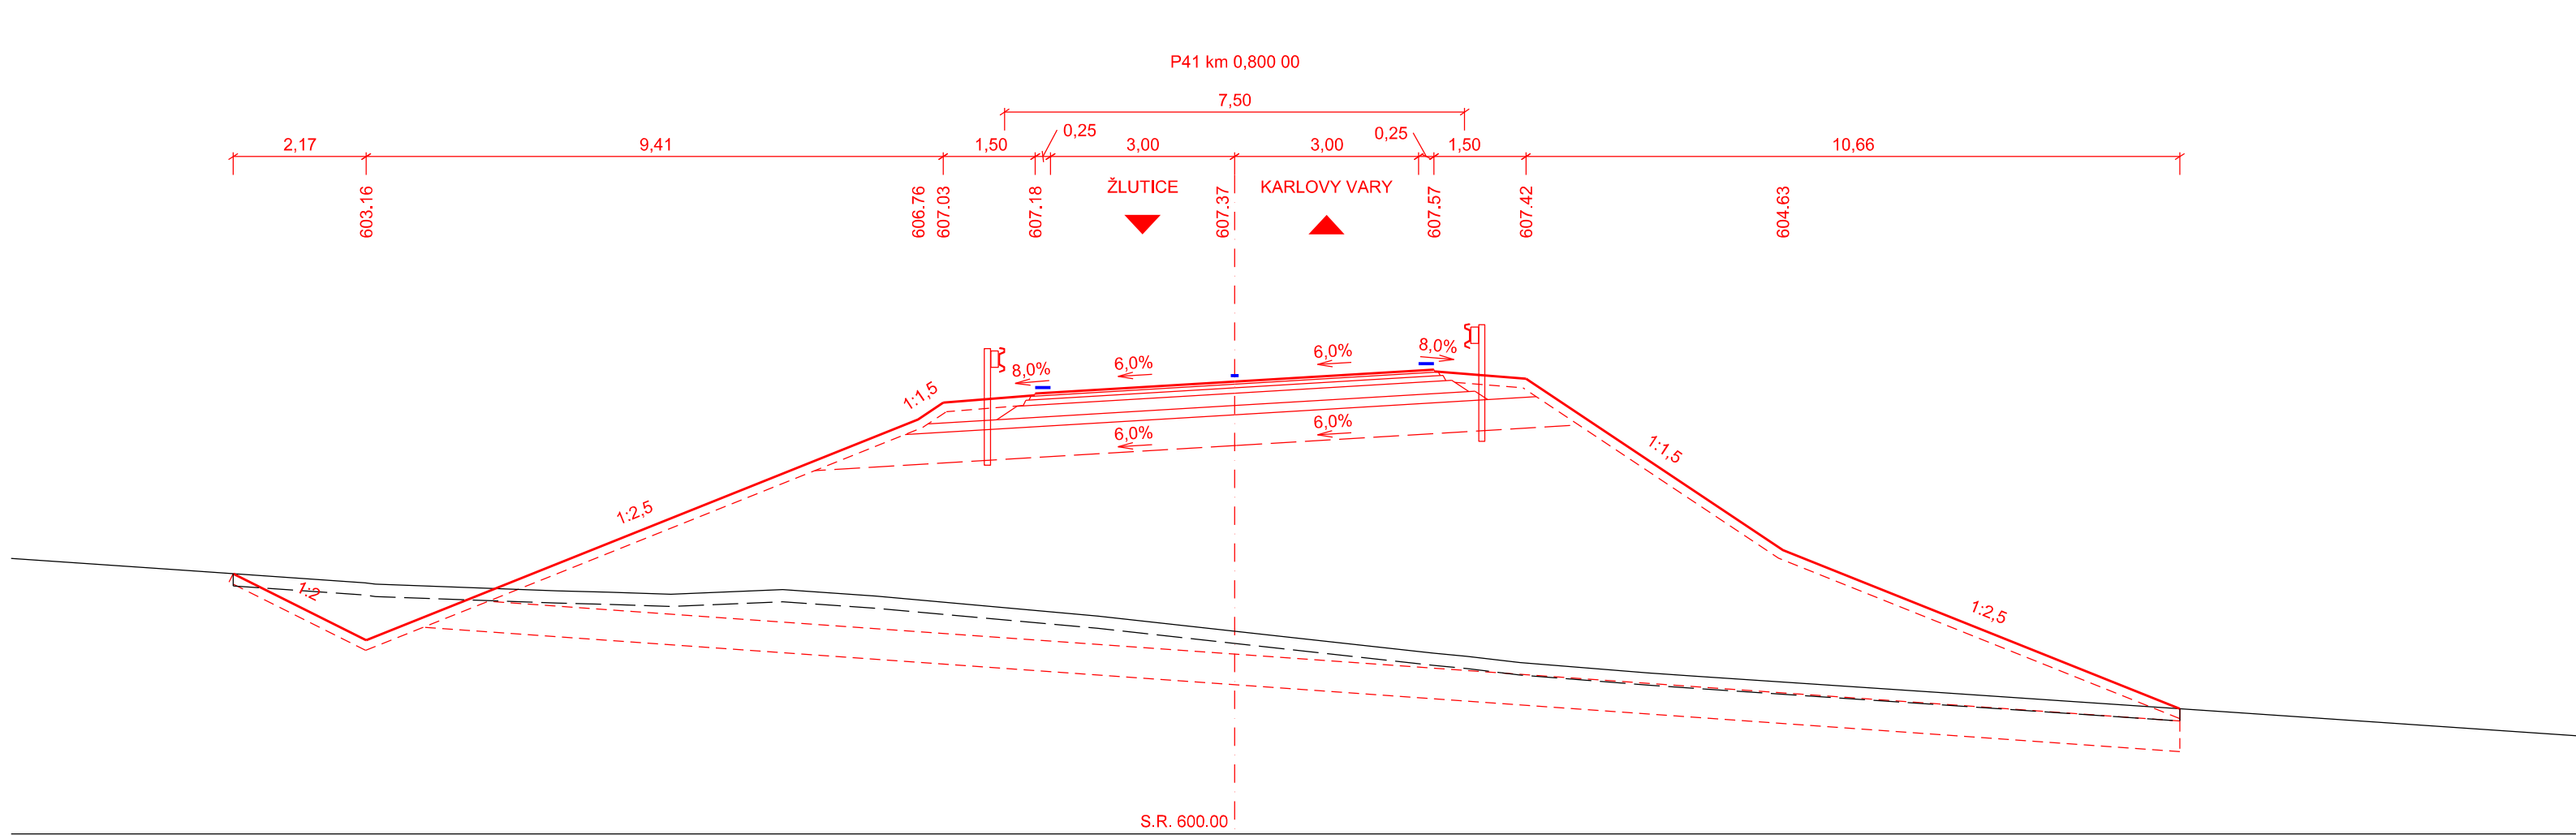 P41 km 0,800 00
7,50
2,17 9,41 1,50 0,25 3,00 3,00 0,25 1,50 10,66
603.16 606.76 607.03 607.18 607.37 607.57 607.42 604.63
ŽLUTICE KARLOVY VARY
8,0% 6,0% 6,0% 8,0%
1:1,5
6,0% 6,0%
1:1,5
1:2,5
1:2
1:2,5
S.R. 600.00